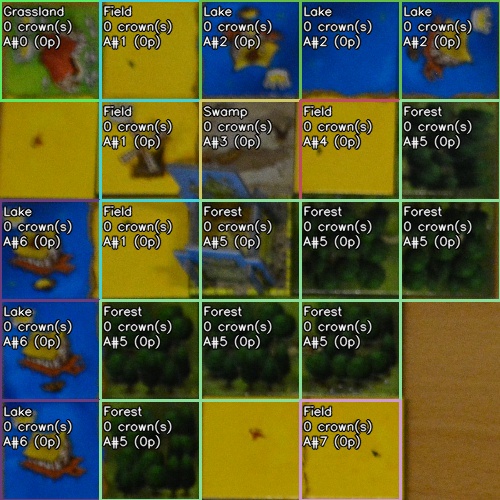 Grassland
0 crown(s)
A#0 (0p)
Field
0 crown(s)
A#1 (0p)
Lake
0 crown(s)
A#2 (0p)
Lake
0 crown(s)
A#2 (0p)
Lake
0 crown(s)
A#2 (0p)
Field
0 crown(s)
A#1 (0p)
Swamp
0 crown(s)
A#3 (0p)
Field
0 crown(s)
A#4 (0p)
Forest
0 crown(s)
A#5 (0p)
Lake
0 crown(s)
A#6 (0p)
Field
0 crown(s)
A#1 (0p)
Forest
0 crown(s)
A#5 (0p)
Forest
0 crown(s)
A#5 (0p)
Forest
0 crown(s)
A#5 (0p)
Lake
0 crown(s)
A#6 (0p)
Forest
0 crown(s)
A#5 (0p)
Forest
0 crown(s)
A#5 (0p)
Forest
0 crown(s)
A#5 (0p)
Lake
0 crown(s)
A#6 (0p)
Forest
0 crown(s)
A#5 (0p)
Field
0 crown(s)
A#7 (0p)